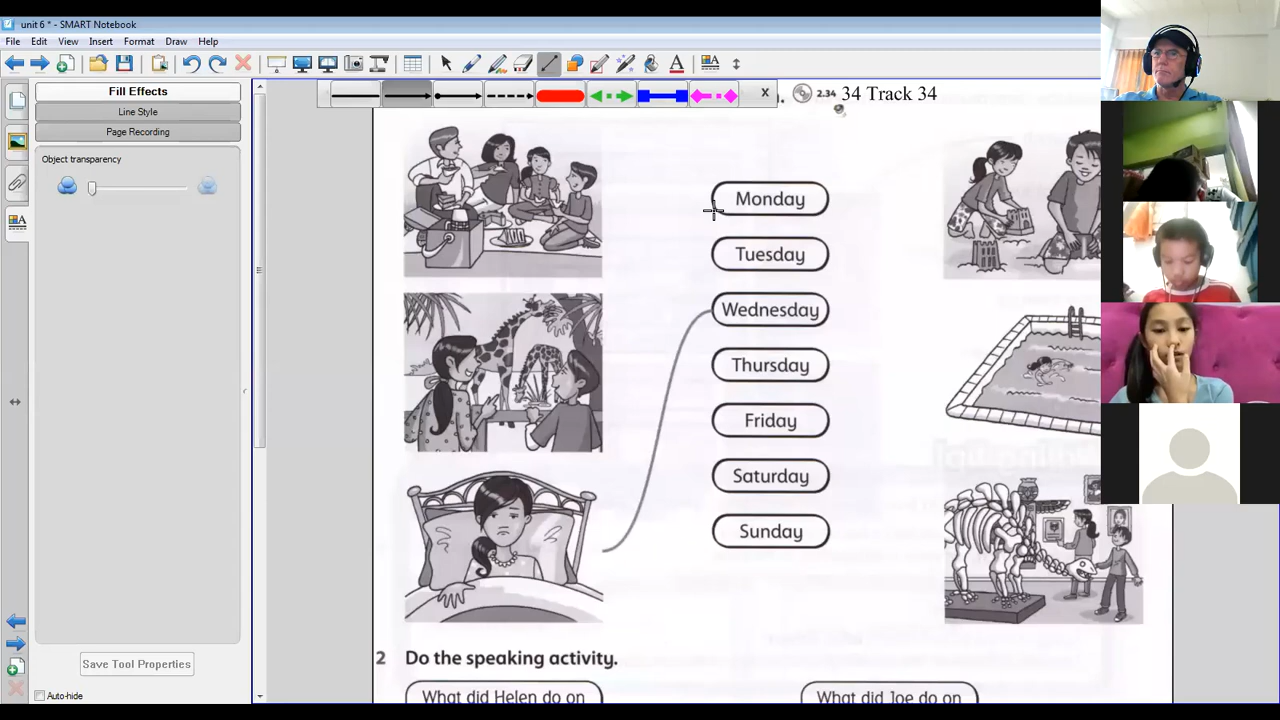 unit 6 * - SMART Notebook
File Edit View Insert Format Draw Help
Fill Effects
Line Style
Page Recording
Object transparency
Save Tool Properties
Auto-hide
x
2.34 34 Track 34
Monday
Tuesday
Wednesday
Thursday
Friday
Saturday
Sunday
2 Do the speaking activity.
What did Helen do on
What did Joe do on